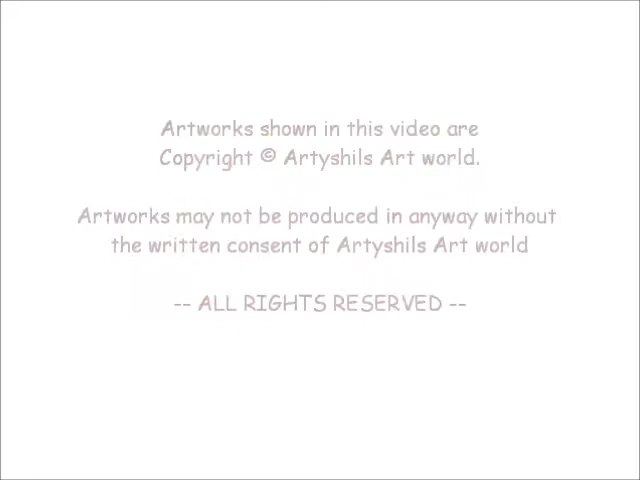 Artworks shown in this video are
Copyright © Artyshils Art world.
Artworks may not be produced in anyway without
the written consent of Artyshils Art world
-- ALL RIGHTS RESERVED --